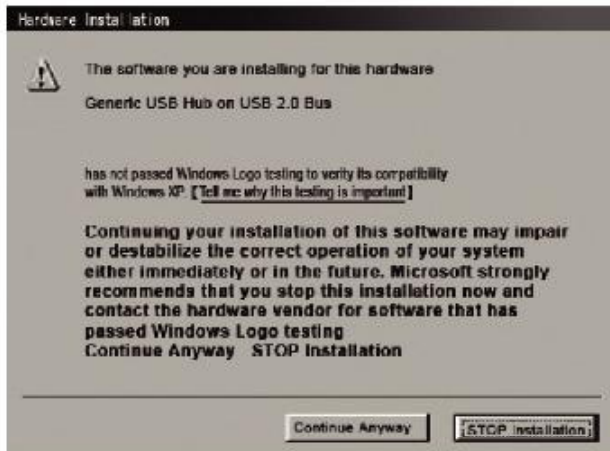 Hardware Installation
The software you are installing for this hardware
Generic USB Hub on USB 2.0 Bus
has not passed Windows Logo testing to verity its compatibility
with Windows XP. [Tell me why this testing is important]
Continuing your installation of this software may impair
or destabilize the correct operation of your system
either immediately or in the future. Microsoft strongly
recommends that you stop this installation now and
contact the hardware vendor for software that has
passed Windows Logo testing
Continue Anyway STOP Installation
Continue Anyway
STOP Installation